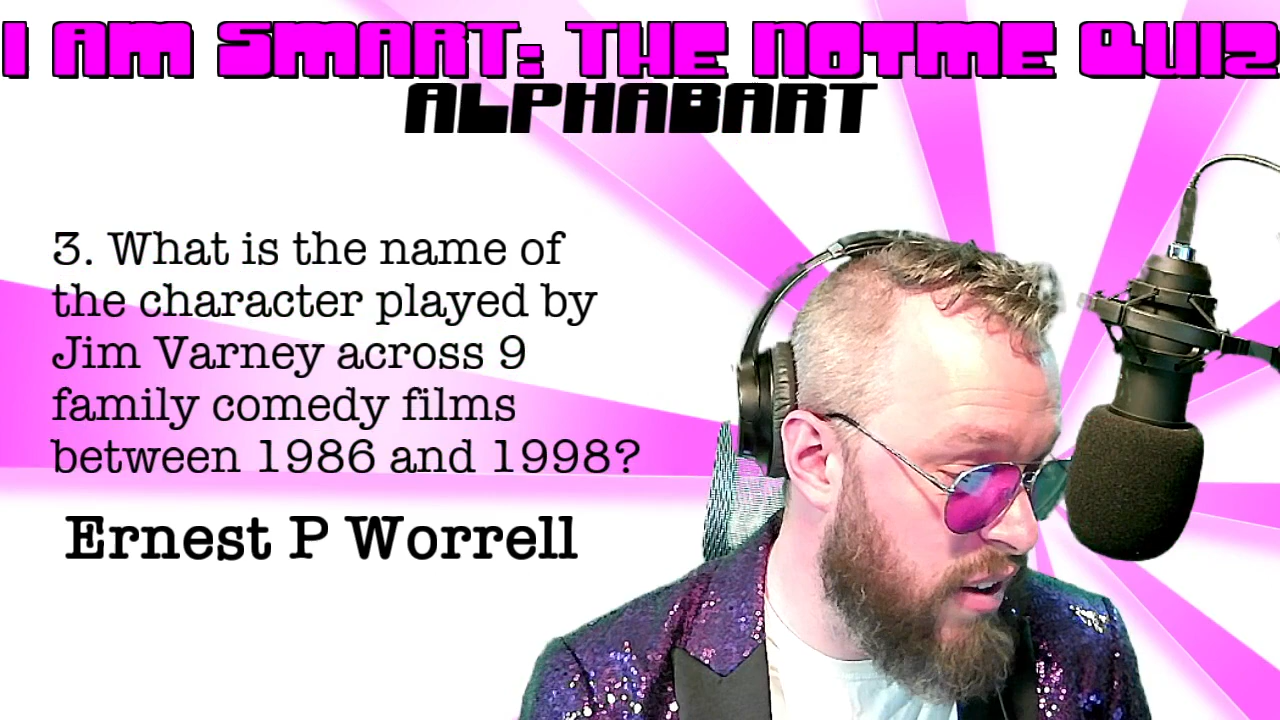 I AM SMART: THE NOTME QUIZ
ALPHABART
3. What is the name of
the character played by
Jim Varney across 9
family comedy films
between 1986 and 1998?
Ernest P Worrell